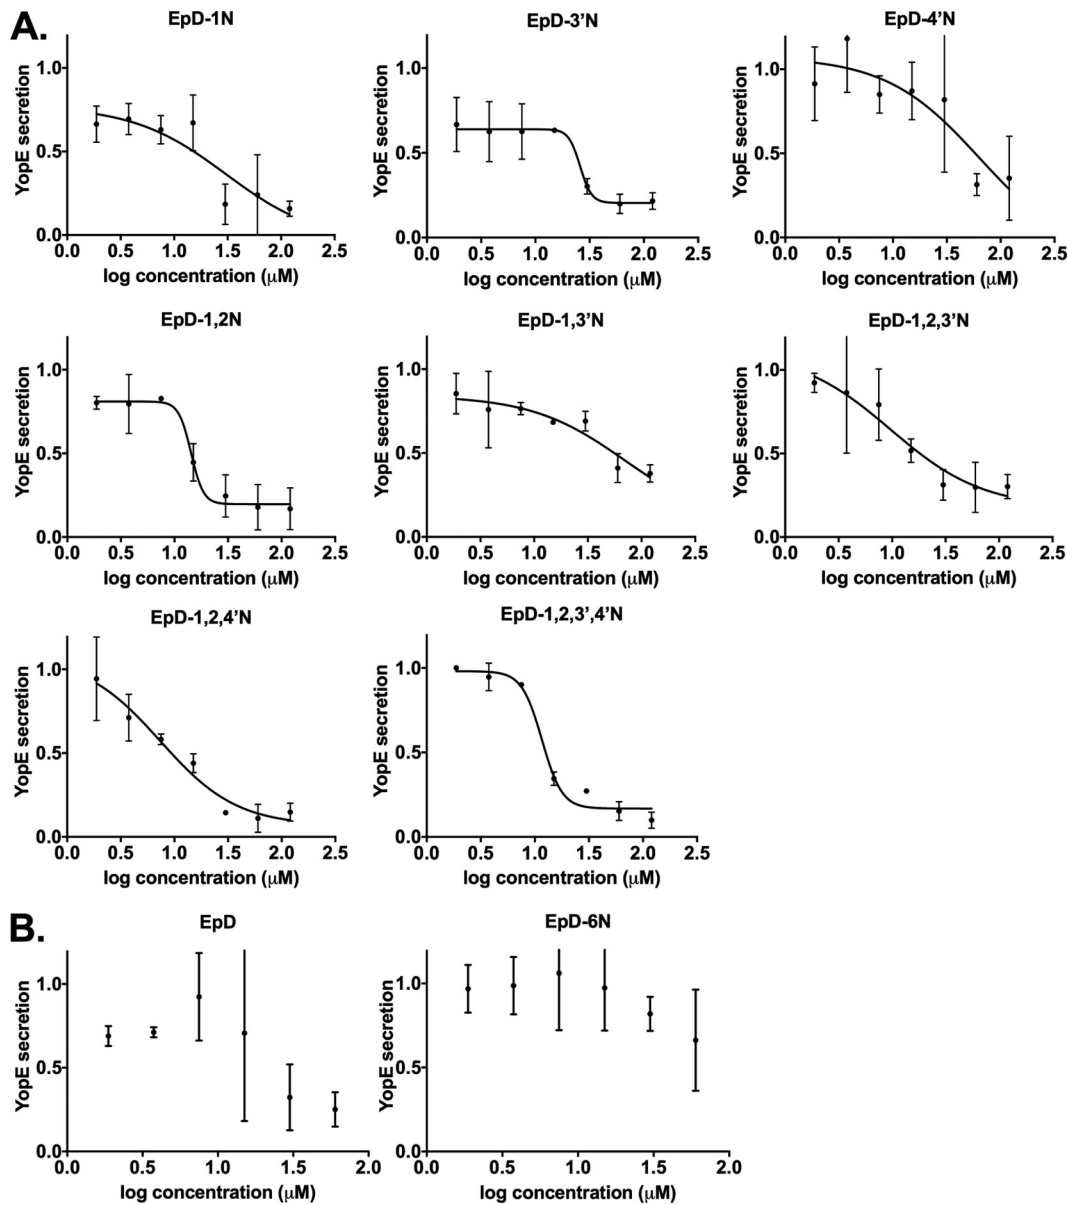 A.
EpD-1N
YopE secretion
1.0
0.5
0.0
0.0 0.5 1.0 1.5 2.0 2.5
log concentration (μM)
EpD-3’N
YopE secretion
1.0
0.5
0.0
0.0 0.5 1.0 1.5 2.0 2.5
log concentration (μM)
EpD-4’N
YopE secretion
1.0
0.5
0.0
0.0 0.5 1.0 1.5 2.0 2.5
log concentration (μM)
EpD-1,2N
YopE secretion
1.0
0.5
0.0
0.0 0.5 1.0 1.5 2.0 2.5
log concentration (μM)
EpD-1,3’N
YopE secretion
1.0
0.5
0.0
0.0 0.5 1.0 1.5 2.0 2.5
log concentration (μM)
EpD-1,2,3’N
YopE secretion
1.0
0.5
0.0
0.0 0.5 1.0 1.5 2.0 2.5
log concentration (μM)
EpD-1,2,4’N
YopE secretion
1.0
0.5
0.0
0.0 0.5 1.0 1.5 2.0 2.5
log concentration (μM)
EpD-1,2,3’,4’N
YopE secretion
1.0
0.5
0.0
0.0 0.5 1.0 1.5 2.0 2.5
log concentration (μM)
B.
EpD
YopE secretion
1.0
0.5
0.0
0.0 0.5 1.0 1.5 2.0
log concentration (μM)
EpD-6N
YopE secretion
1.0
0.5
0.0
0.0 0.5 1.0 1.5 2.0
log concentration (μM)